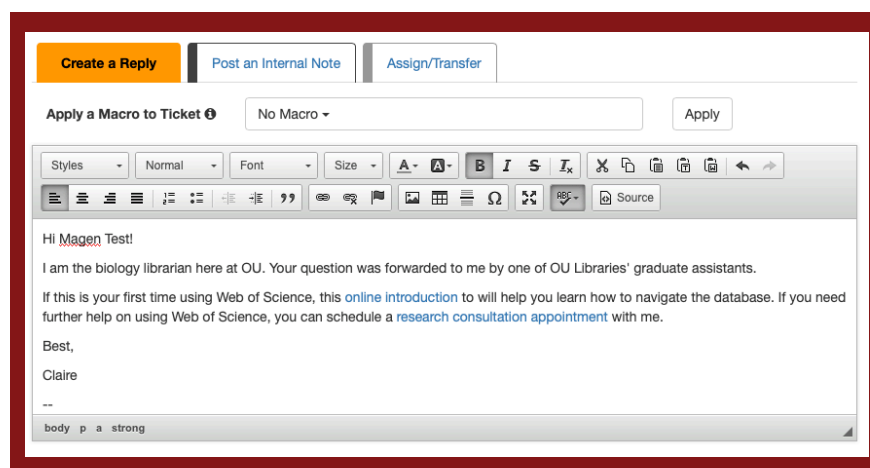 Create a Reply Post an Internal Note Assign/Transfer
Apply a Macro to Ticket No Macro Apply
Styles Normal Font Size A A B I S Ix
ABC Source
Hi Magen Test!
I am the biology librarian here at OU. Your question was forwarded to me by one of OU Libraries' graduate assistants.
If this is your first time using Web of Science, this online introduction to will help you learn how to navigate the database. If you need
further help on using Web of Science, you can schedule a research consultation appointment with me.
Best,
Claire
--
body p a strong